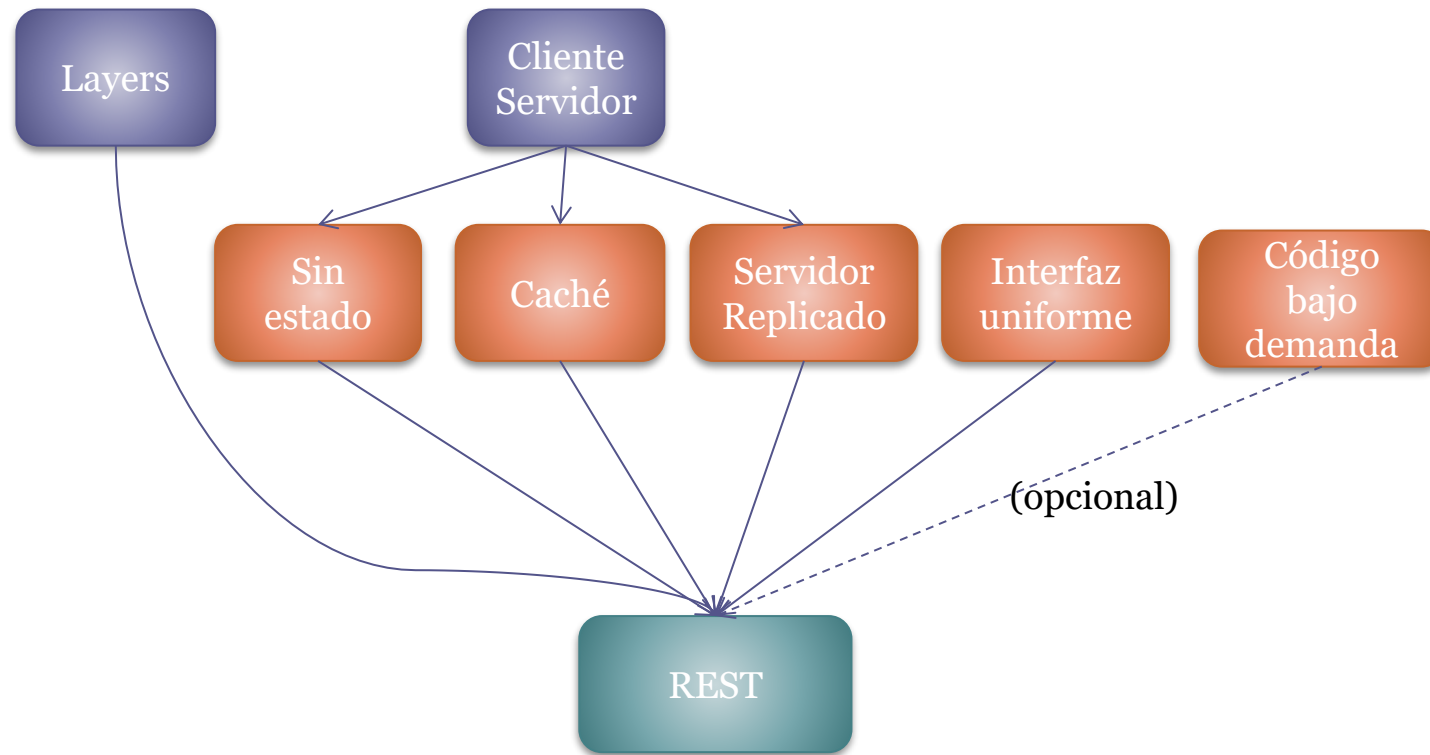 Layers
Cliente
Servidor
Sin
estado
Caché
Servidor
Replicado
Interfaz
uniforme
Código
bajo
demanda
(opcional)
REST